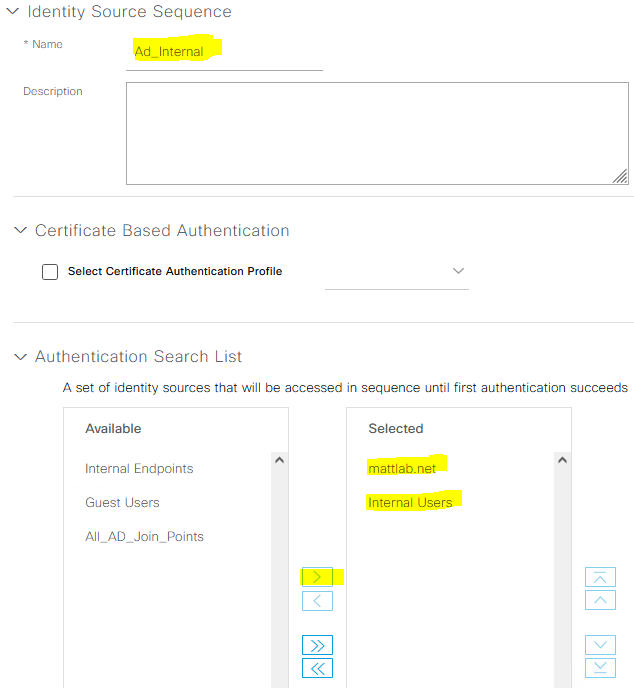 Identity Source Sequence
* Name
Ad_Internal
Description
Certificate Based Authentication
Select Certificate Authentication Profile
Authentication Search List
A set of identity sources that will be accessed in sequence until first authentication succeeds
Available
Internal Endpoints
Guest Users
All_AD_Join_Points
Selected
mattlab.net
Internal Users